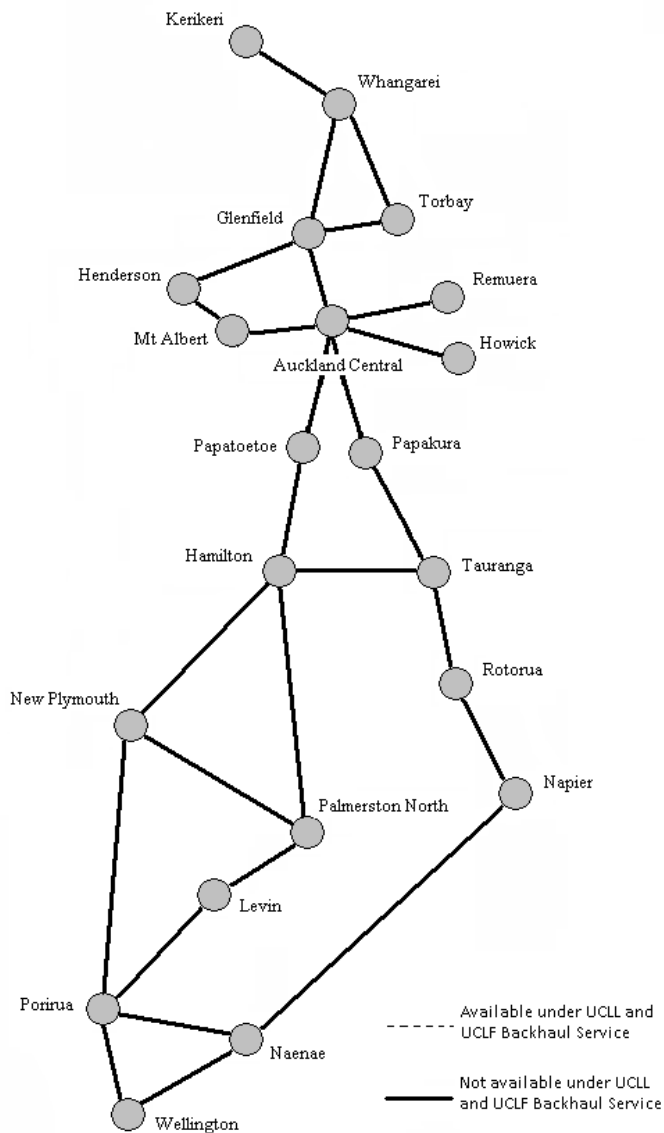 Kerikeri
Whangarei
Torbay
Glenfield
Henderson
Remuera
Mt Albert
Howick
Auckland Central
Papatoetoe
Papakura
Hamilton
Tauranga
Rotorua
New Plymouth
Napier
Palmerston North
Levin
Porirua
Available under UCLL and
UCLF Backhaul Service
Naenae
Not available under UCLL
and UCLF Backhaul Service
Wellington